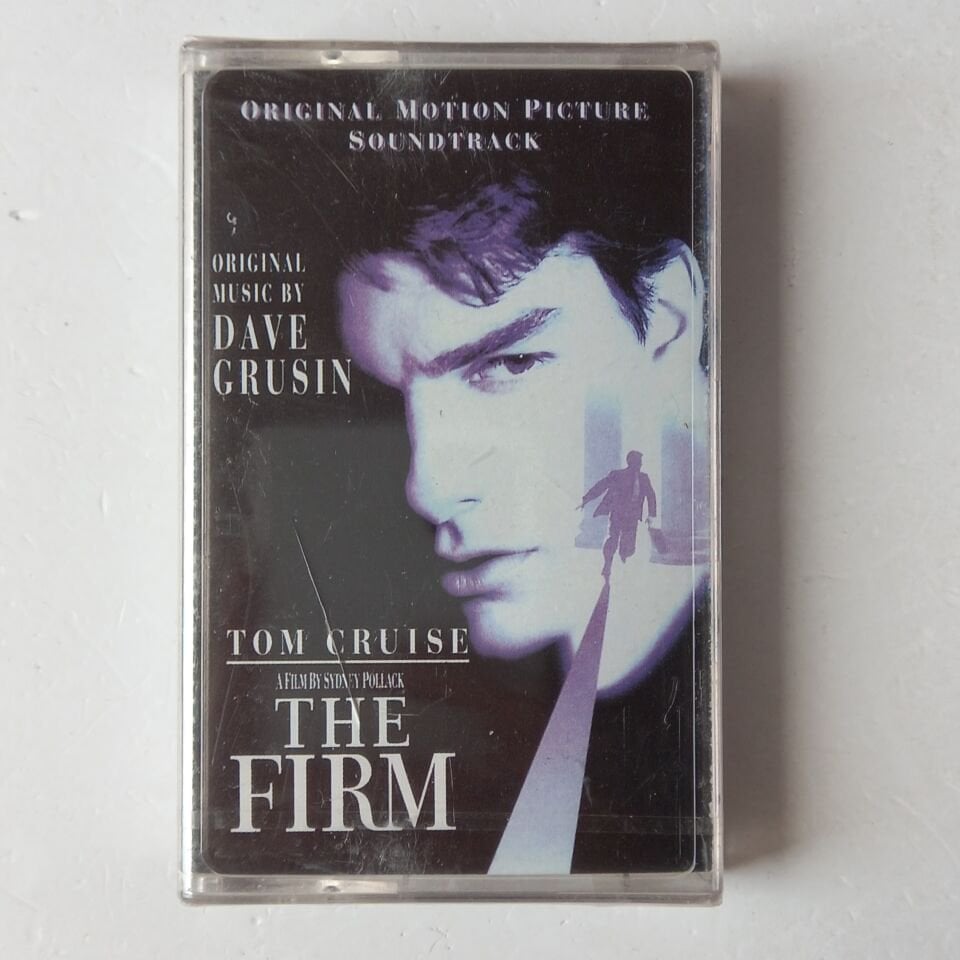 ORIGINAL MOTION PICTURE
SOUNDTRACK
ORIGINAL
MUSIC BY
DAVE
GRUSIN
TOM CRUISE
A FILM BY SYDNEY POLLACK
THE
FIRM